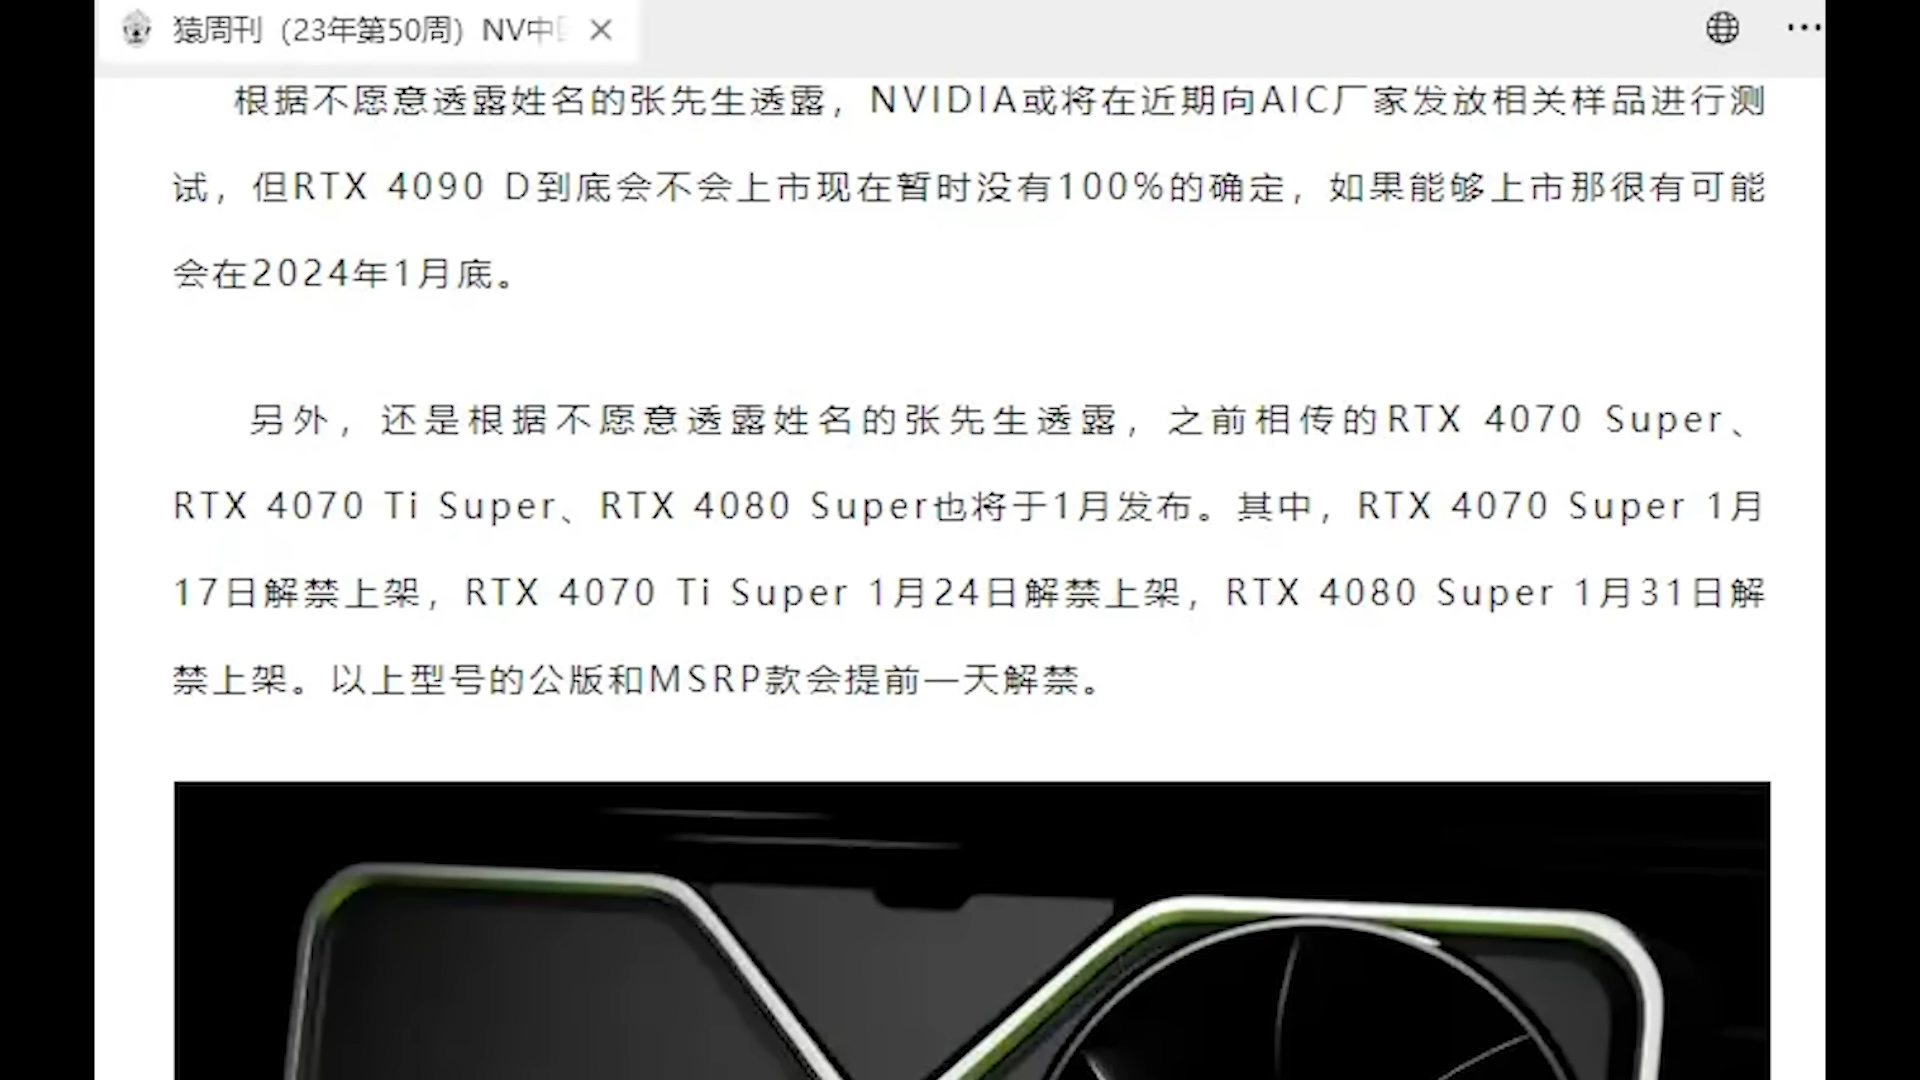 猿周刊（23年第50周）NV中
根据不愿意透露姓名的张先生透露，NVIDIA或将在近期向AIC厂家发放相关样品进行测
试，但RTX 4090 D到底会不会上市现在暂时没有100%的确定，如果能够上市那很有可能
会在2024年1月底。
另外，还是根据不愿意透露姓名的张先生透露，之前相传的RTX 4070 Super、
RTX 4070 Ti Super、RTX 4080 Super也将于1月发布。其中，RTX 4070 Super 1月
17日解禁上架，RTX 4070 Ti Super 1月24日解禁上架，RTX 4080 Super 1月31日解
禁上架。以上型号的公版和MSRP款会提前一天解禁。